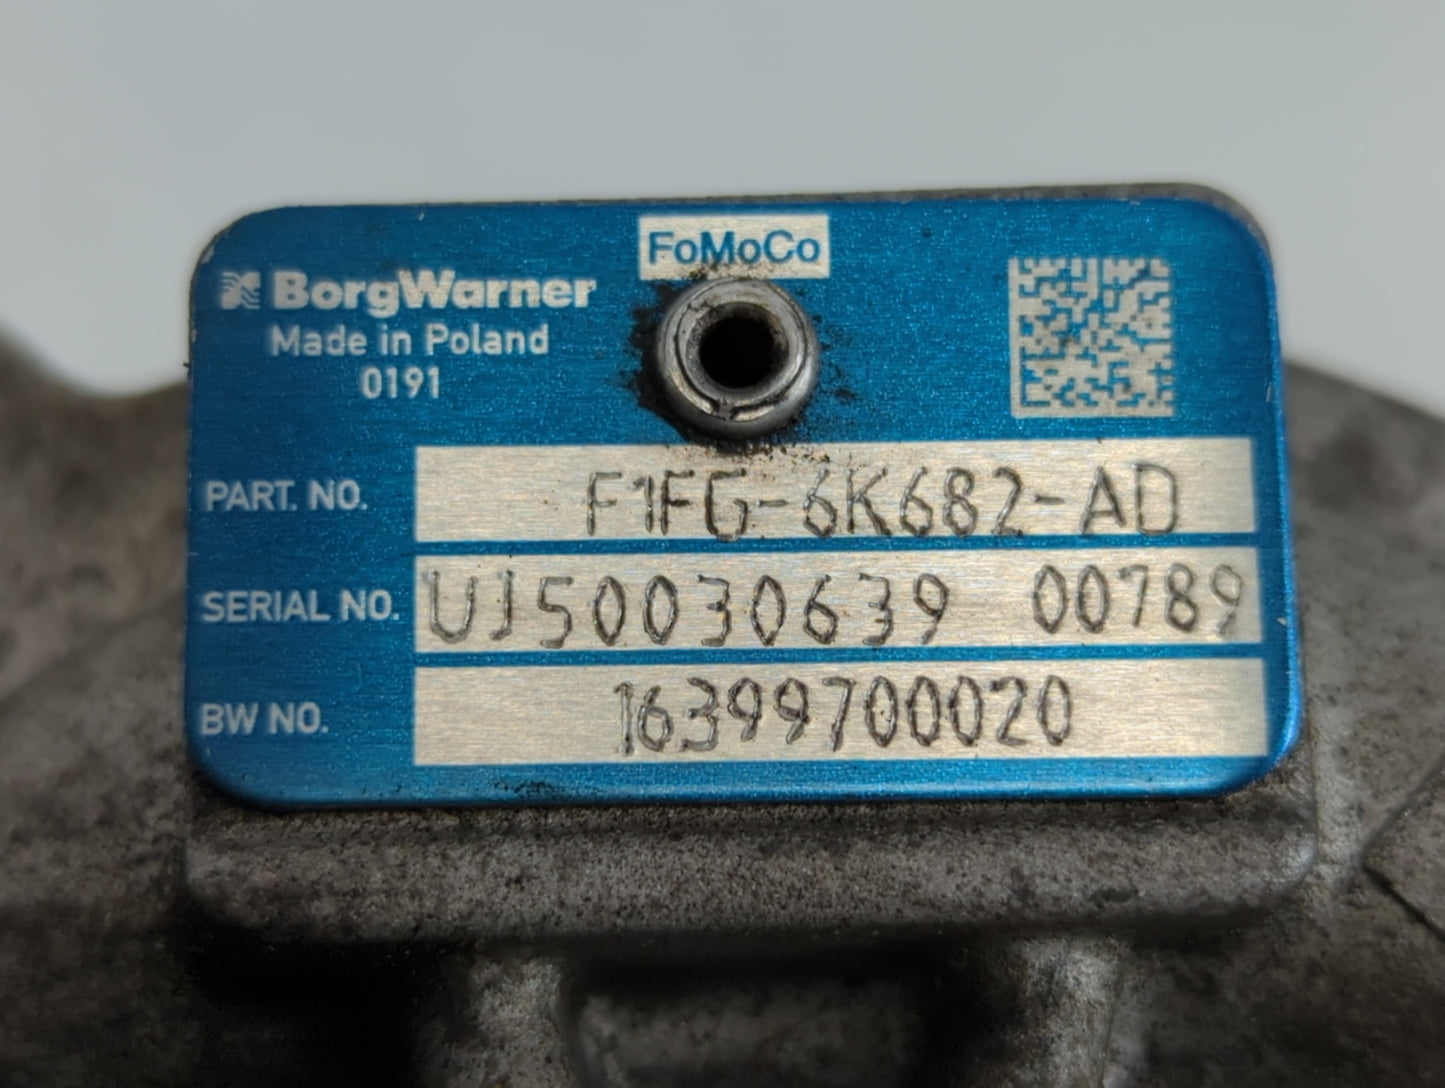 FoMoCo
BorgWarner
Made in Poland
0191
PART. NO. F1FG-6K682-AD
SERIAL NO. UJ50030639 00789
BW NO. 16399700020